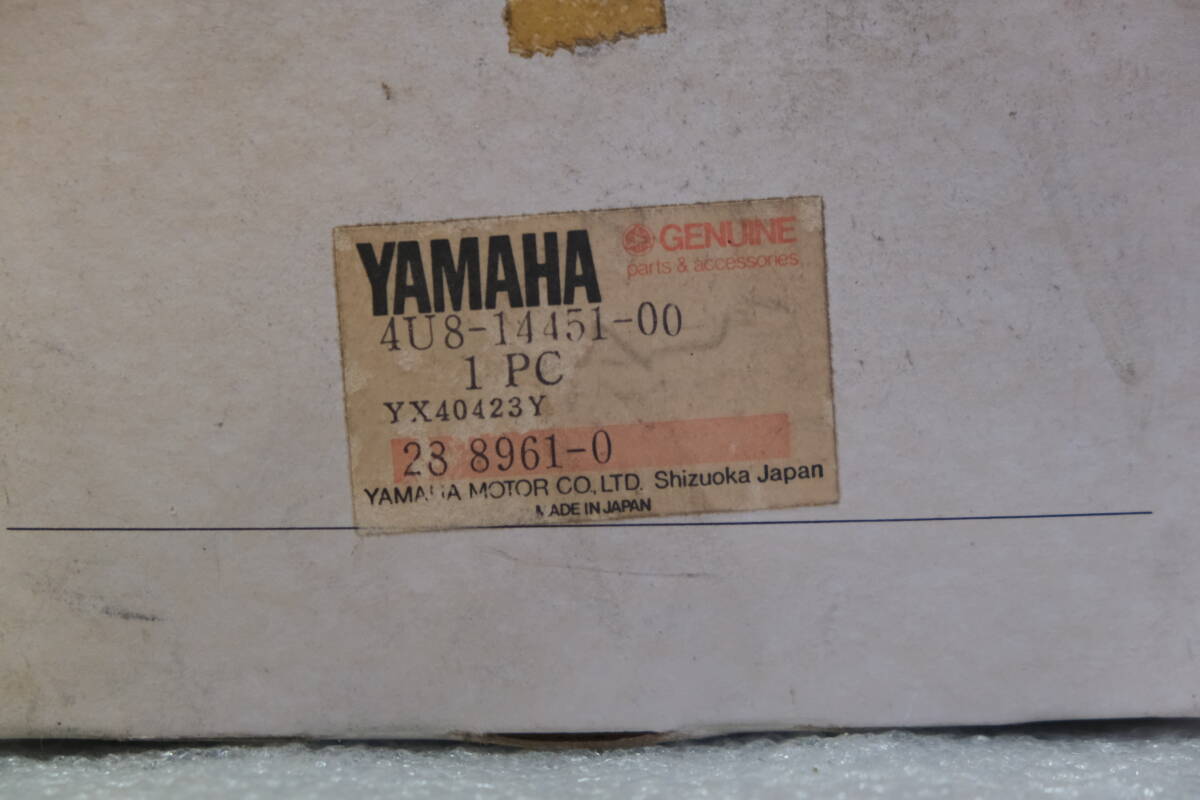 YAMAHA
GENUINE
parts & accessories
4U8-14451-00
1 PC
YX40423Y
23 8961-0
YAMAHA MOTOR CO., LTD. Shizuoka Japan
MADE IN JAPAN